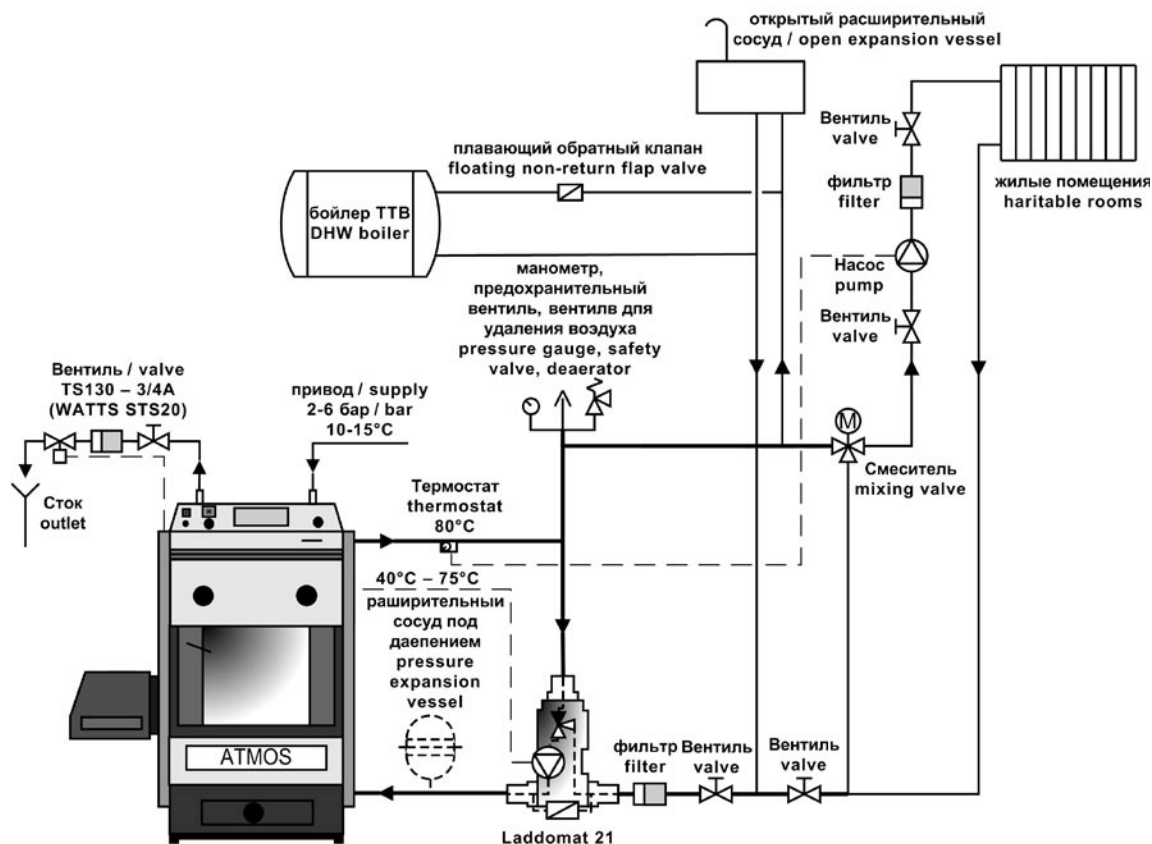 открытый расширительный
сосуд / open expansion vessel
Вентиль
valve
плавающий обратный клапан
floating non-return flap valve
фильтр
filter
жилые помещения
haritable rooms
бойлер ТТВ
DHW boiler
манометр,
предохранительный
вентиль, вентилв дпя
удаления воздуха
pressure gauge, safety
valve, deaerator
Насос
pump
Вентиль
valve
Вентиль / valve
TS130 – 3/4A
(WATTS STS20)
привод / supply
2-6 бар / bar
10-15°C
M
Смеситель
mixing valve
Сток
outlet
Термостат
thermostat
80°C
40°C – 75°C
раширительный
сосуд под
даепением
pressure
expansion
vessel
ATMOS
фильтр
filter
Вентиль
valve
Вентиль
valve
Laddomat 21